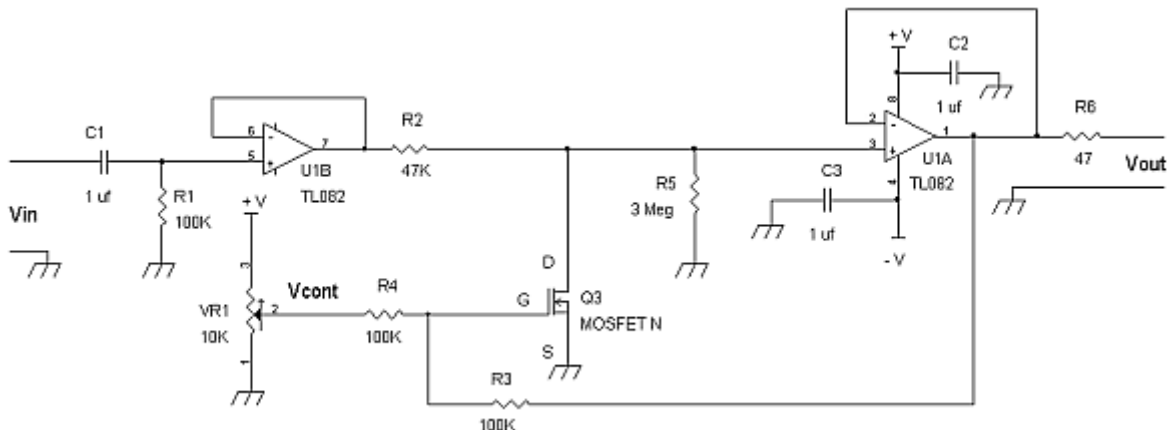 + V
C2
8
1 uf
R6
2
1
47
3
U1A
TL082
4
Vout
C1
6
7
5
U1B
TL082
R2
47K
1 uf
R1
100K
Vin
R5
3 Meg
C3
1 uf
- V
+ V
3
VR1
10K
2
1
Vcont
R4
100K
D
G
Q3
MOSFET N
S
R3
100K